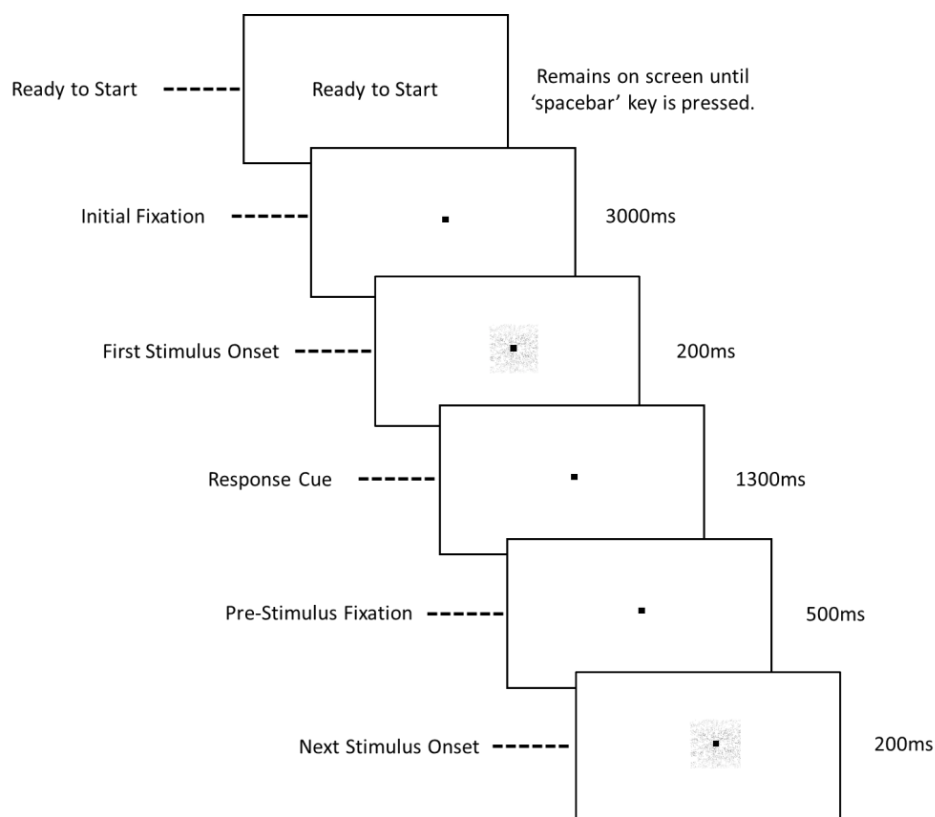 Ready to Start
Ready to Start
Remains on screen until
‘spacebar’ key is pressed.
Initial Fixation
3000ms
First Stimulus Onset
200ms
Response Cue
1300ms
Pre-Stimulus Fixation
500ms
Next Stimulus Onset
200ms